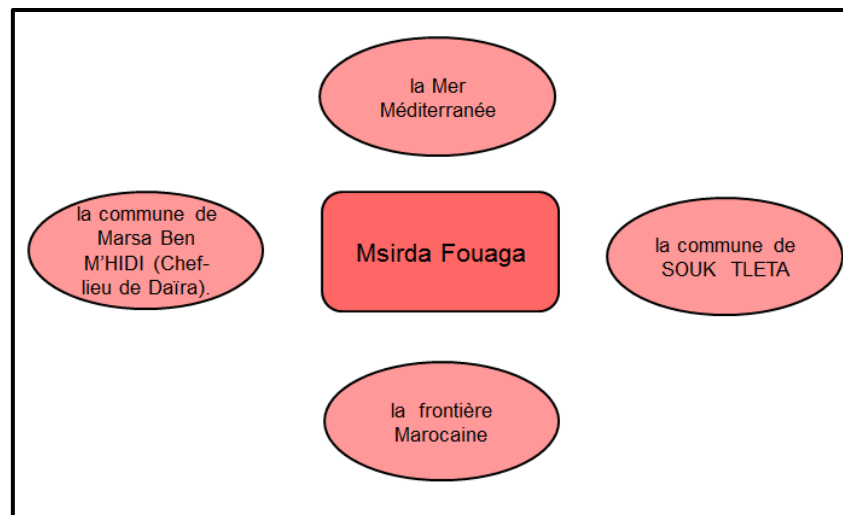 la Mer
Méditerranée
la commune de
Marsa Ben
M'HIDI (Chef-
lieu de Daïra).
Msirda Fouaga
la commune de
SOUK TLETA
la frontière
Marocaine